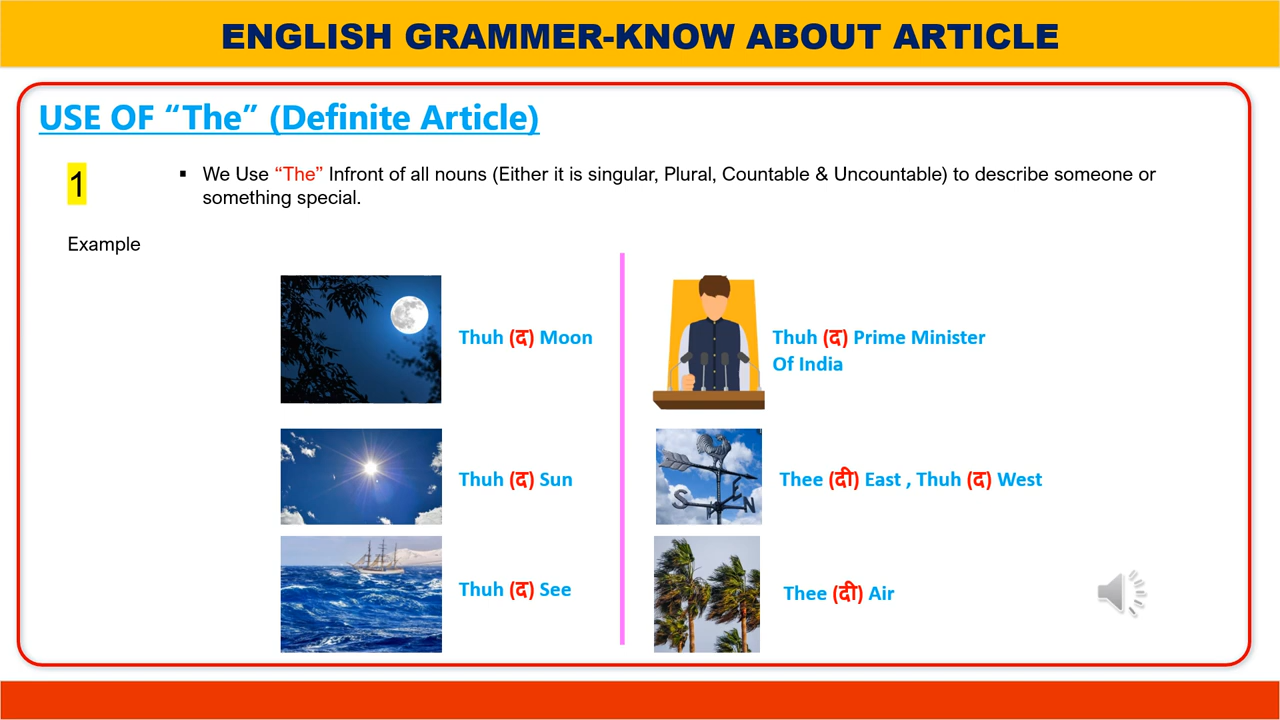 ENGLISH GRAMMER-KNOW ABOUT ARTICLE
USE OF “The” (Definite Article)
1
▪ We Use “The” Infront of all nouns (Either it is singular, Plural, Countable & Uncountable) to describe someone or
something special.
Example
Thuh (द) Moon
Thuh (द) Sun
Thuh (द) See
Thuh (द) Prime Minister
Of India
Thee (दी) East , Thuh (द) West
S E N
Thee (दी) Air